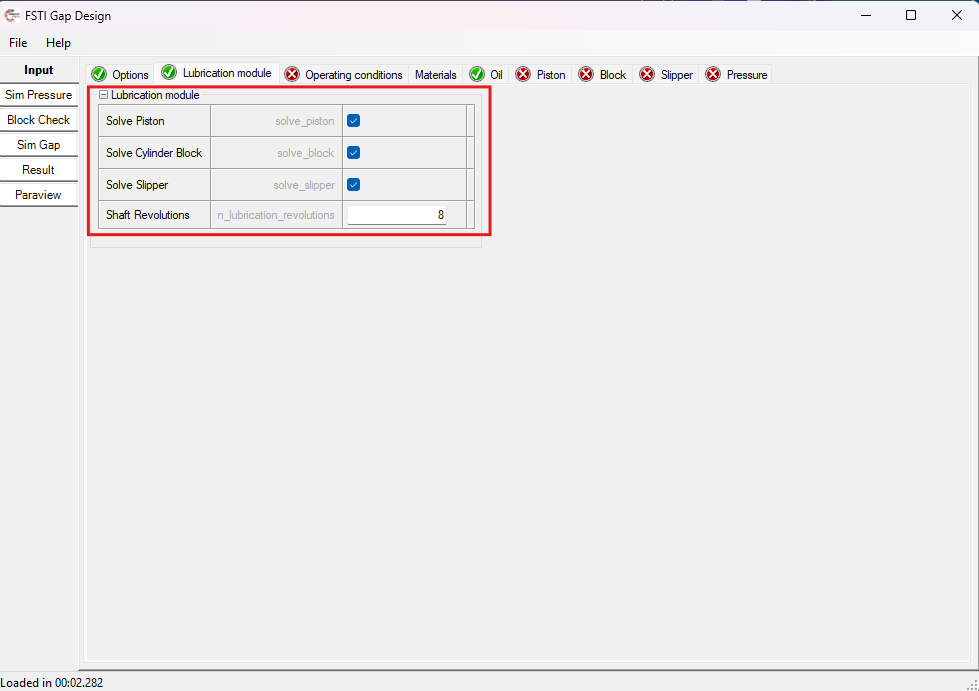 FSTI Gap Design
File Help
Input
Sim Pressure
Block Check
Sim Gap
Result
Paraview
Options Lubrication module Operating conditions Materials Oil Piston Block Slipper Pressure
Lubrication module
Solve Piston solve_piston
Solve Cylinder Block solve_block
Solve Slipper solve_slipper
Shaft Revolutions n_lubrication_revolutions 8
Loaded in 00:02.282